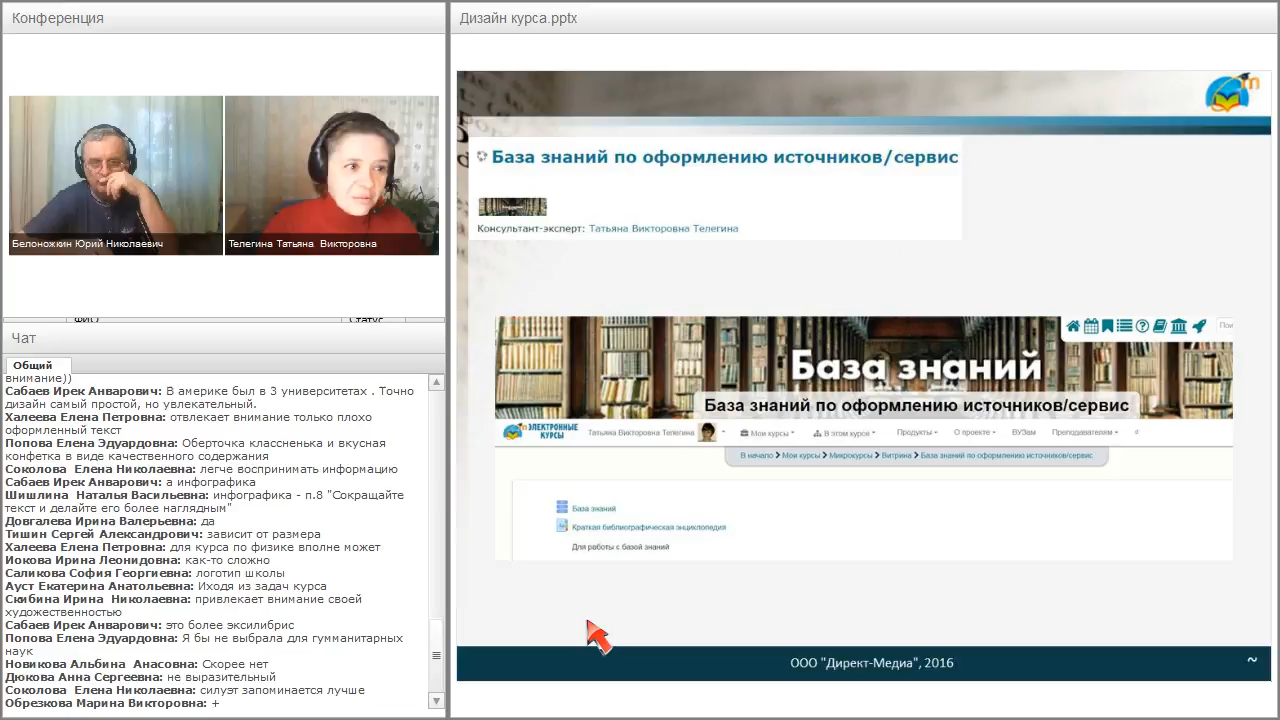 Конференция
Дизайн курса.pptx
ножкин Юрий Николаевич
Телегина Татьяна Викторовна
ФИО
Статус
Чат
Общий
внимание))
Сабаев Ирек Анварович: В америке был в 3 университетах . Точно
дизайн самый простой, но увлекательный.
Халеева Елена Петровна: отвлекает внимание только плохо
оформленный текст
Попова Елена Эдуардовна: Обертка класненька и вкусная
конфетка в виде качественного содержания
Соколова Елена Николаевна: легче воспринимать информацию
Сабаев Ирек Анварович: а инфографика
Шишлина Наталья Васильевна: инфографика - п.8 "Сокращайте
текст и делайте его более наглядным"
Довгалева Ирина Валерьевна: да
Тишин Сергей Александрович: зависит от размера
Халеева Елена Петровна: для курса по физике вполне может
Иокова Ирина Леонидовна: как-то сложно
Саликова София Георгиевна: логотип школы
Ауст Екатерина Анатольевна: Иходя из задач курса
Скибина Ирина Николаевна: привлекает внимание своей
художественностью
Сабаев Ирек Анварович: это более эксилибрис
Попова Елена Эдуардовна: Я бы не выбрала для гумманитарных
наук
Новикова Альбина Анасовна: Скорее нет
Дюкова Анна Сергеевна: не выразительный
Соколова Елена Николаевна: силуэт запоминается лучше
Обрезкова Марина Викторовна: +
База знаний по оформлению источников/сервис
Консультант-эксперт: Татьяна Викторовна Телегина
Пои
База знаний
База знаний по оформлению источников/сервис
ЭЛЕКТРОННЫЕ КУРСЫ
Татьяна Викторовна Телегина
Мои курсы
В этом курсе
Продукты
О проекте
ВУЗам
Преподавателям
В начало Мои курсы Микрокурсы Витрина База знаний по оформлению источников/сервис
База знаний
Краткая библиографическая энциклопедия
Для работы с базой знаний
ООО "Директ-Медиа", 2016
~